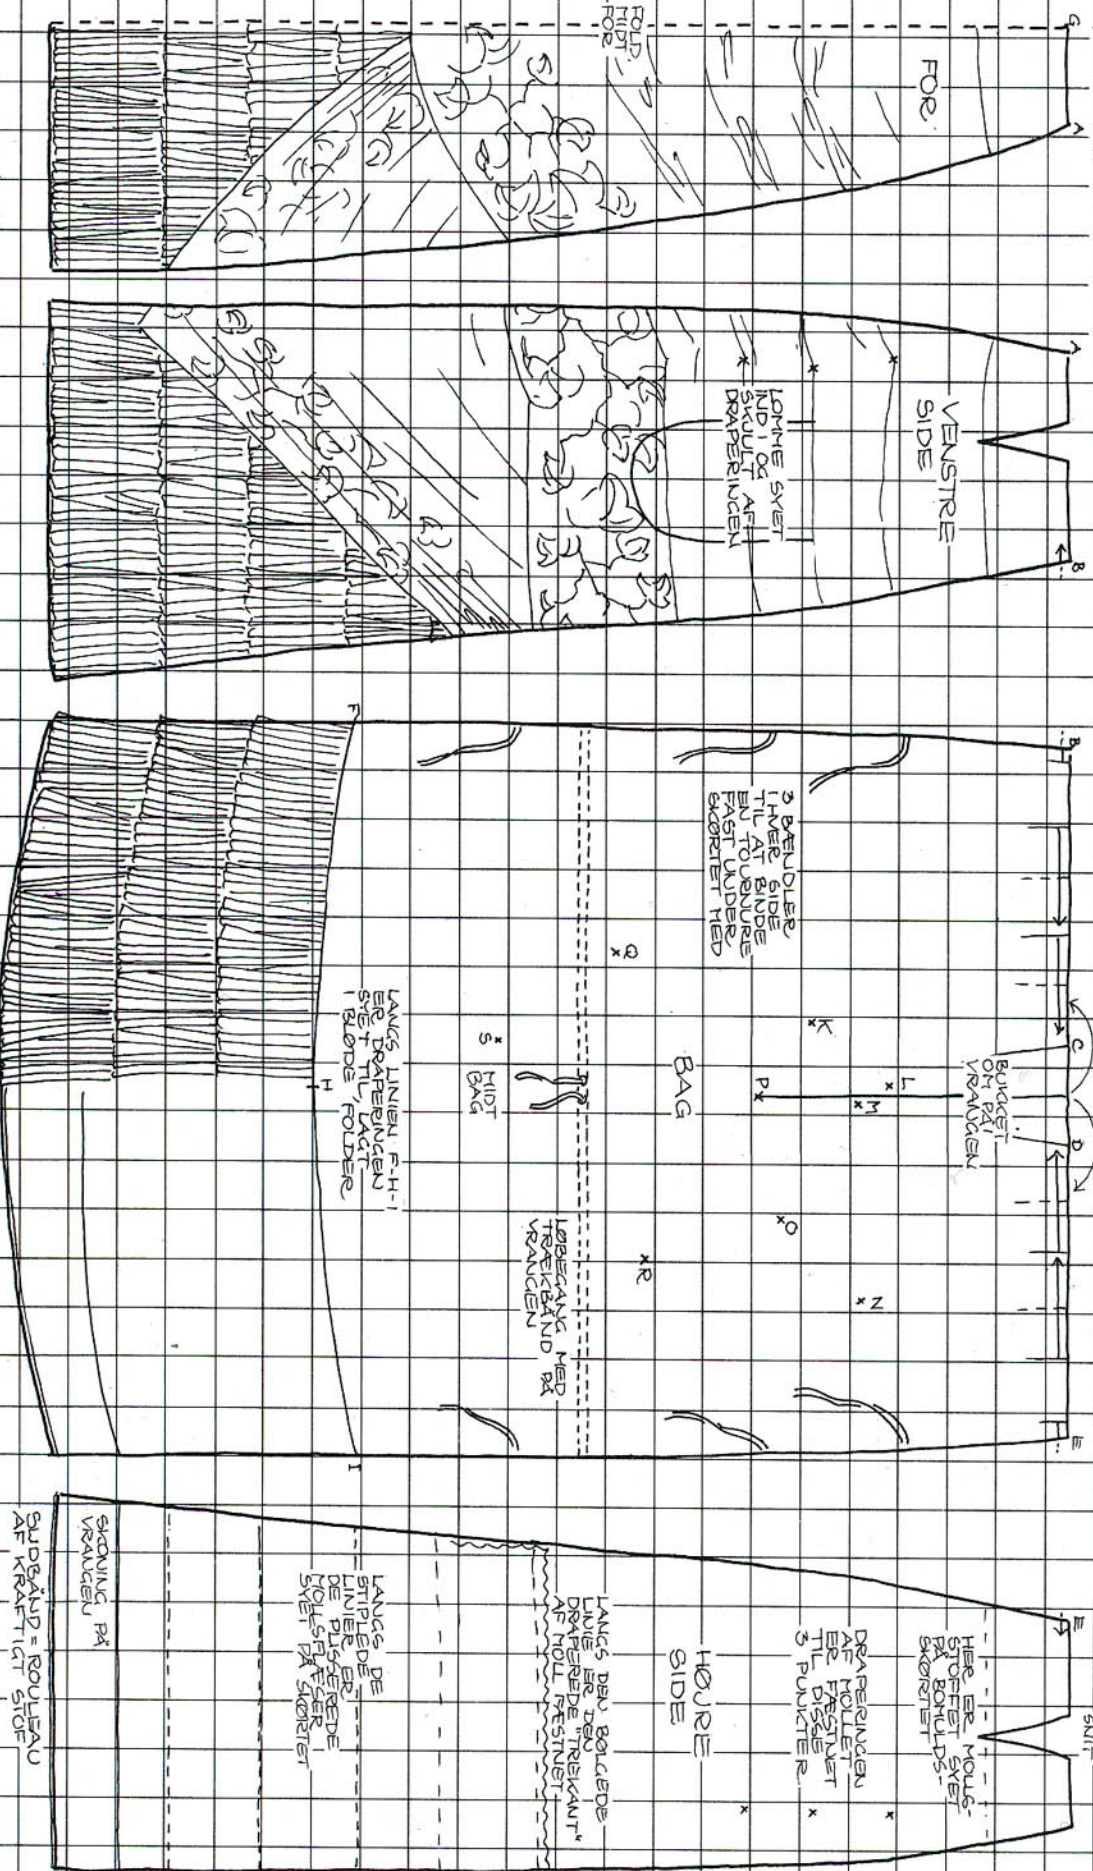 G
A
FOR
FOLD.
MIDT
FOR
A
B
VENSTRE
SIDE
LOMME SYET
IND I OG
SKJULT AF
DRAPERINGEN
B
C
D
E
BUKKET
OM PÅ
VRANGEN
3 BÆNDLER
I HVER SIDE
TIL AT BINDE
EN TOURNURE
FAST UNDER
SKØRTET MED
K
L
M
P
N
O
Q
R
S
BAG
MIDT
BAG
LØBEGANG MED
TRÆKBÅND PÅ
VRANGEN
F
H
I
LANGS LINIEN F-H-I
ER DRAPERINGEN
SYET TIL, LAGT
I BLØDE FOLDER
SNIT
E
HER ER MOLLS-
STOFFET SYET
PÅ BOMULDS-
SKØRTET
DRAPERINGEN
AF MOLLET
ER FÆSTNET
TIL DISSE
3 PUNKTER
HØJRE
SIDE
LANGS DEN BØLGEDE
LINIE ER DEN
DRAPEREDE "TREKANT"
AF MOLL FÆSTNET
LANGS DE
STIPLEDE
LINIER ER
DE PLISSEREDE
MOLLSFLÆSER
SYET PÅ SKØRTET
SKONING PÅ
VRANGEN
SLIDBÅND = ROULEAU
AF KRAFTIGT STOF